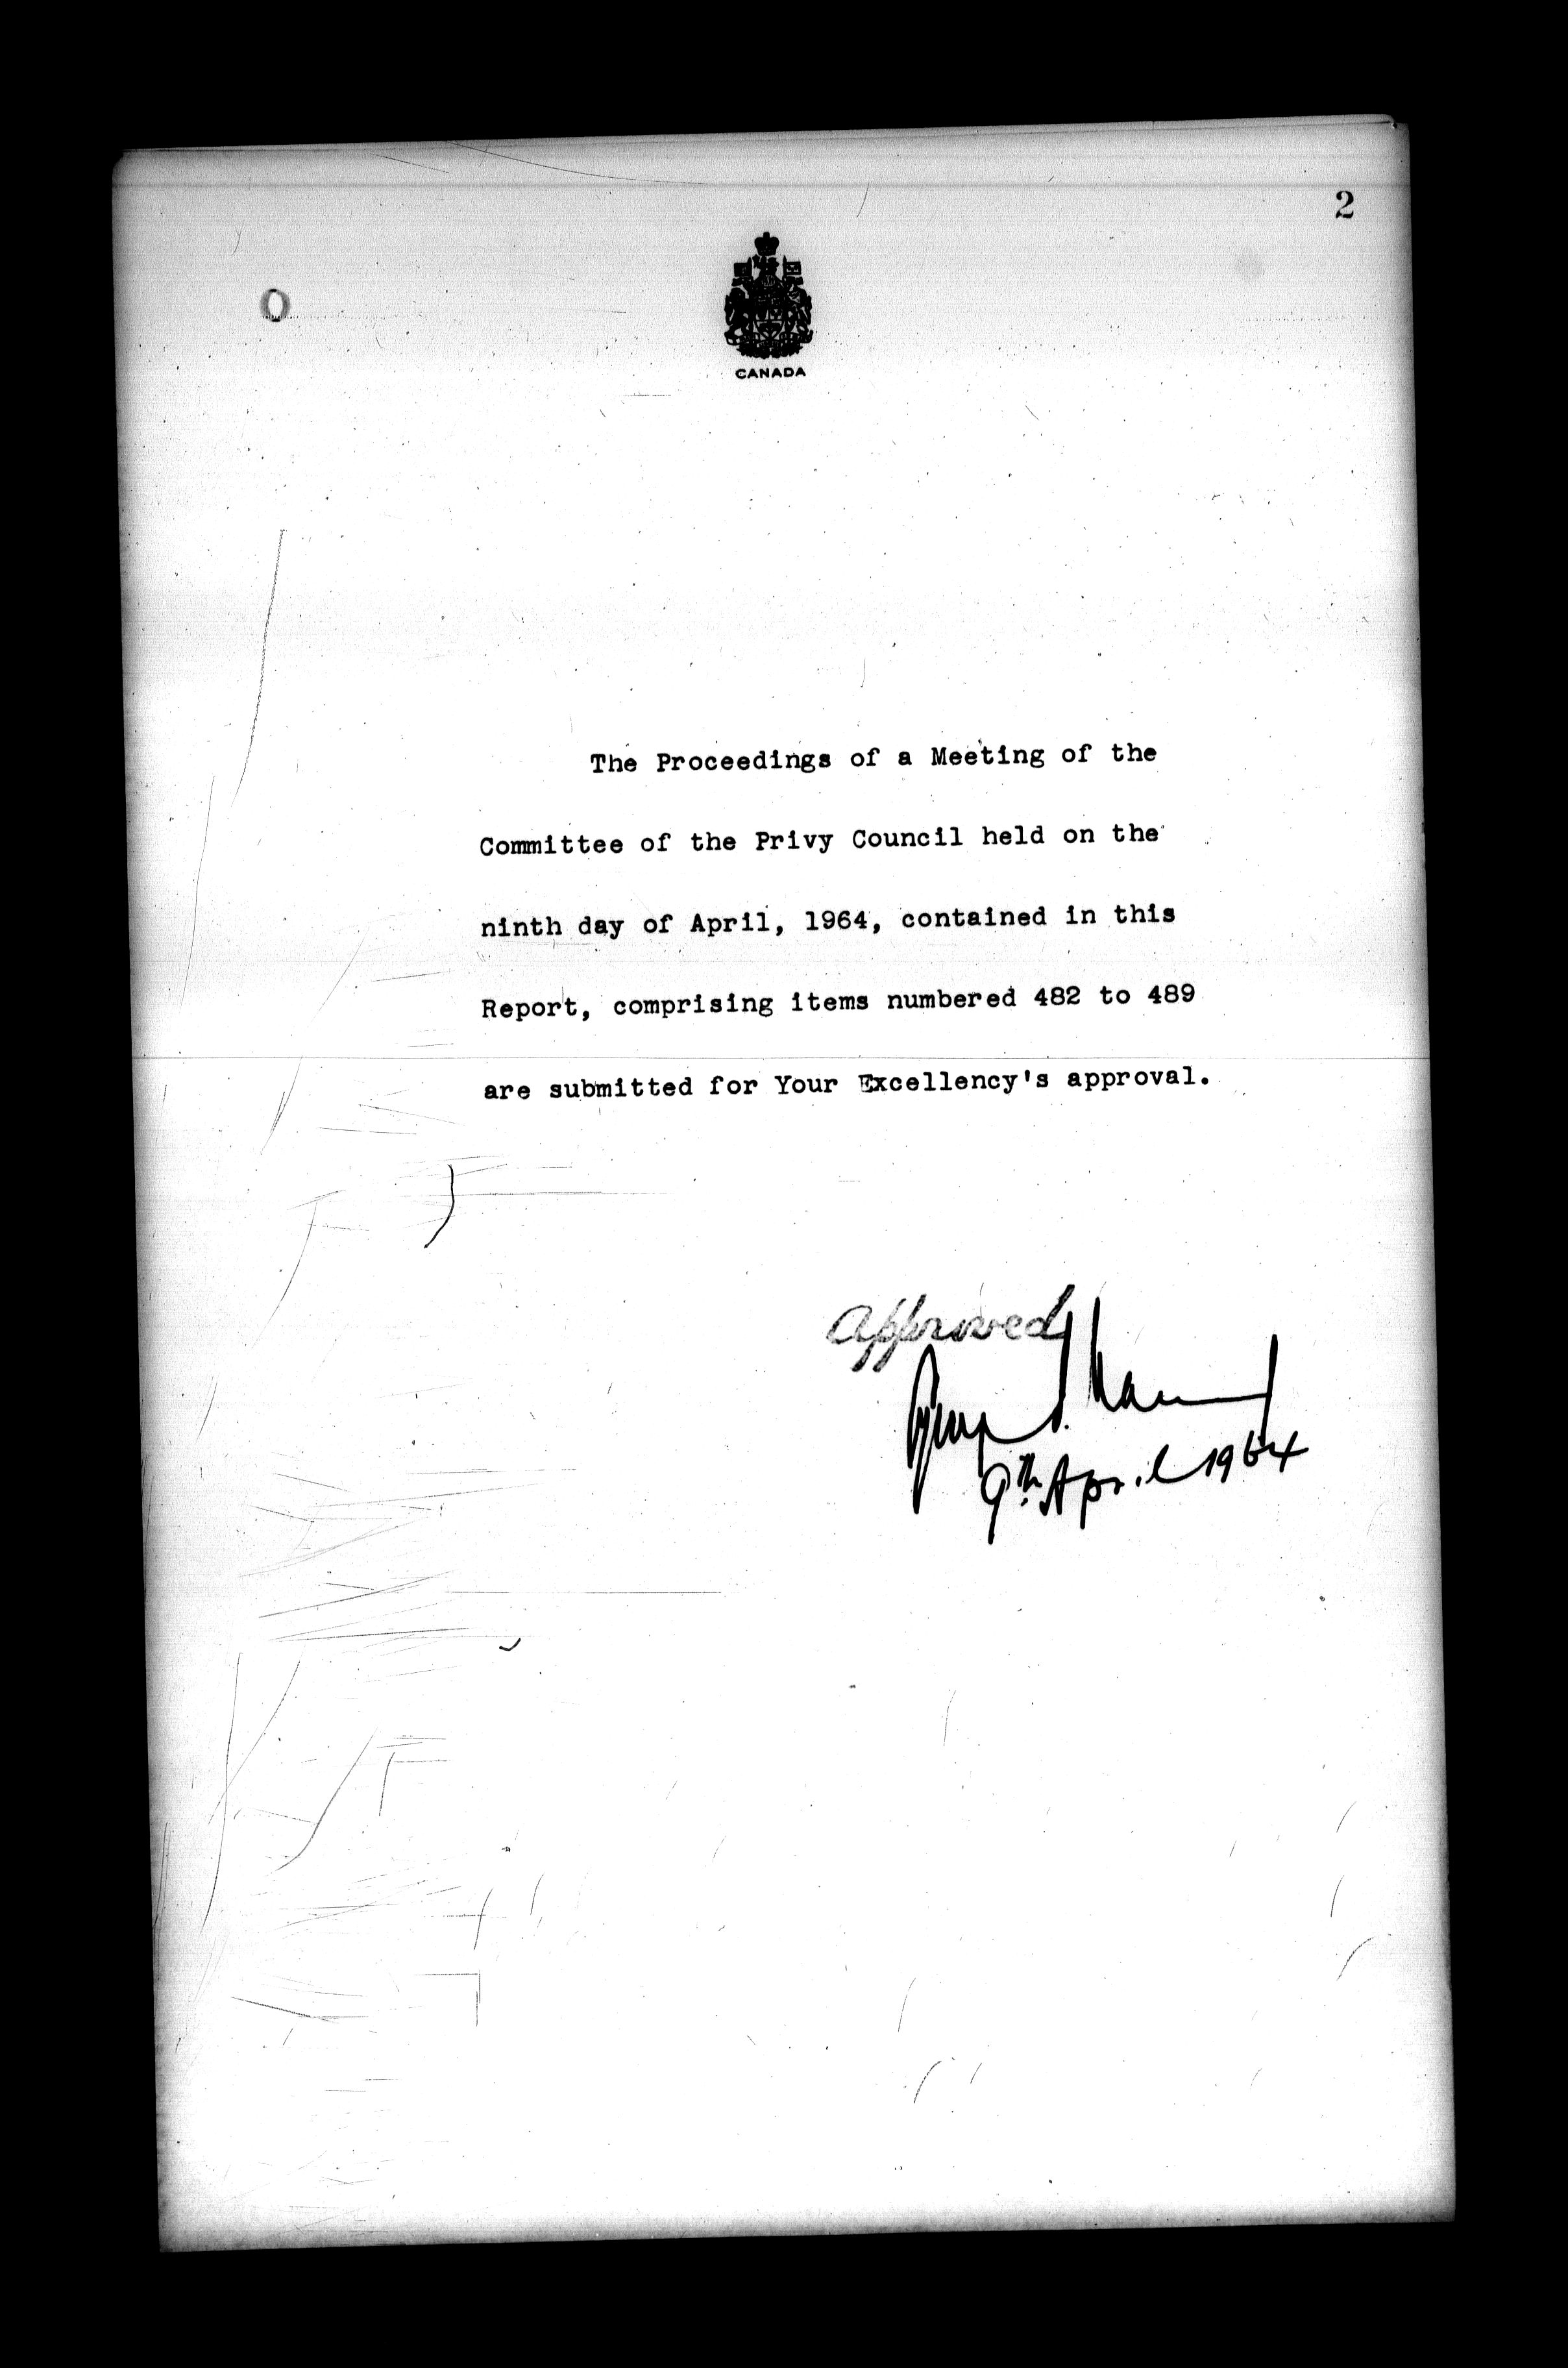 2
CANADA
The Proceedings of a Meeting of the
Committee of the Privy Council held on the
ninth day of April, 1964, contained in this
Report, comprising items numbered 482 to 489
are submitted for Your Excellency's approval.
Approved
9th April 1964